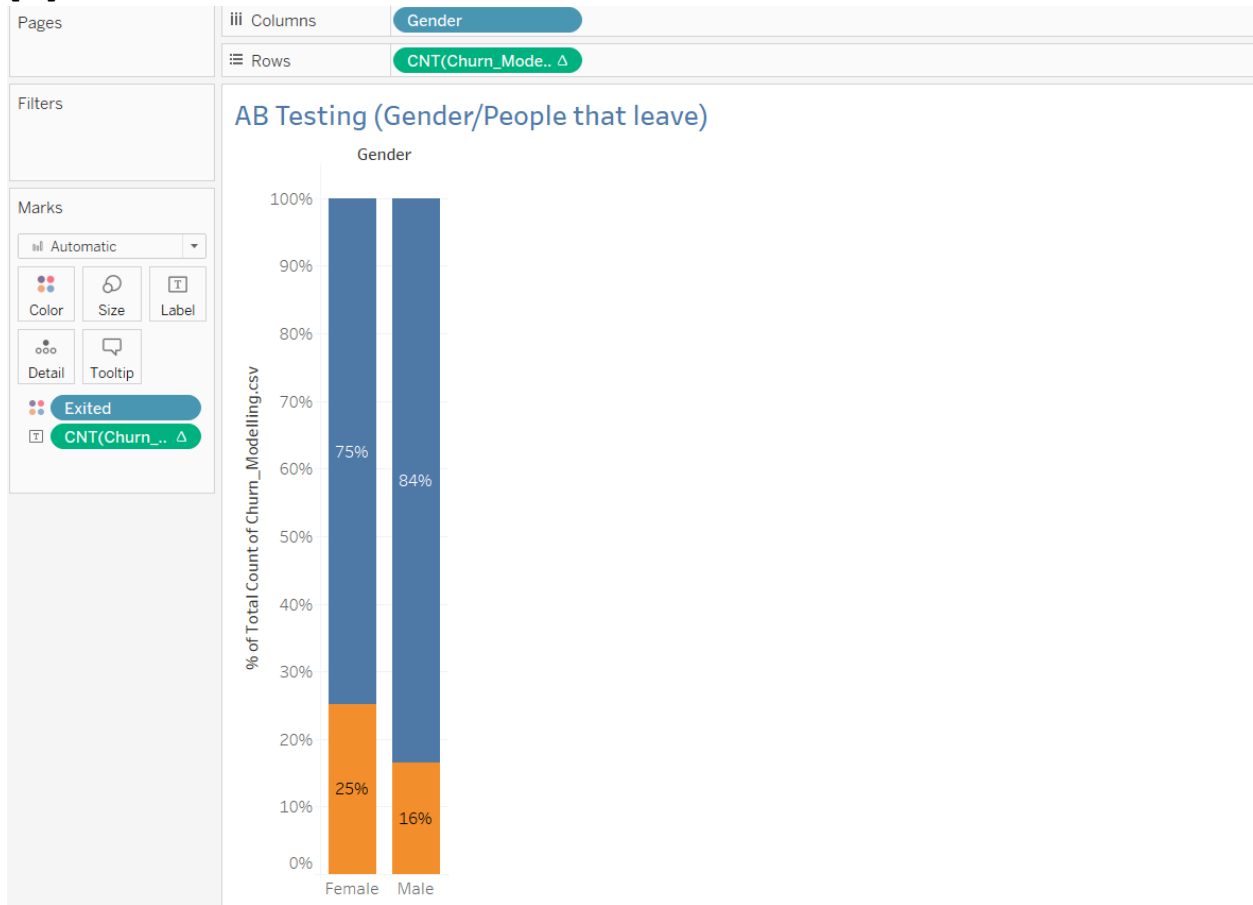 Pages
iii Columns
Gender
Rows
CNT(Churn_Mode.. Δ
Filters
AB Testing (Gender/People that leave)
Gender
Marks
Automatic
Color
Size
T
Label
Detail
Tooltip
Exited
T
CNT(Churn_.. Δ
% of Total Count of Churn_Modelling.csv
100%
90%
80%
70%
60%
50%
40%
30%
20%
10%
0%
75%
84%
25%
16%
Female
Male